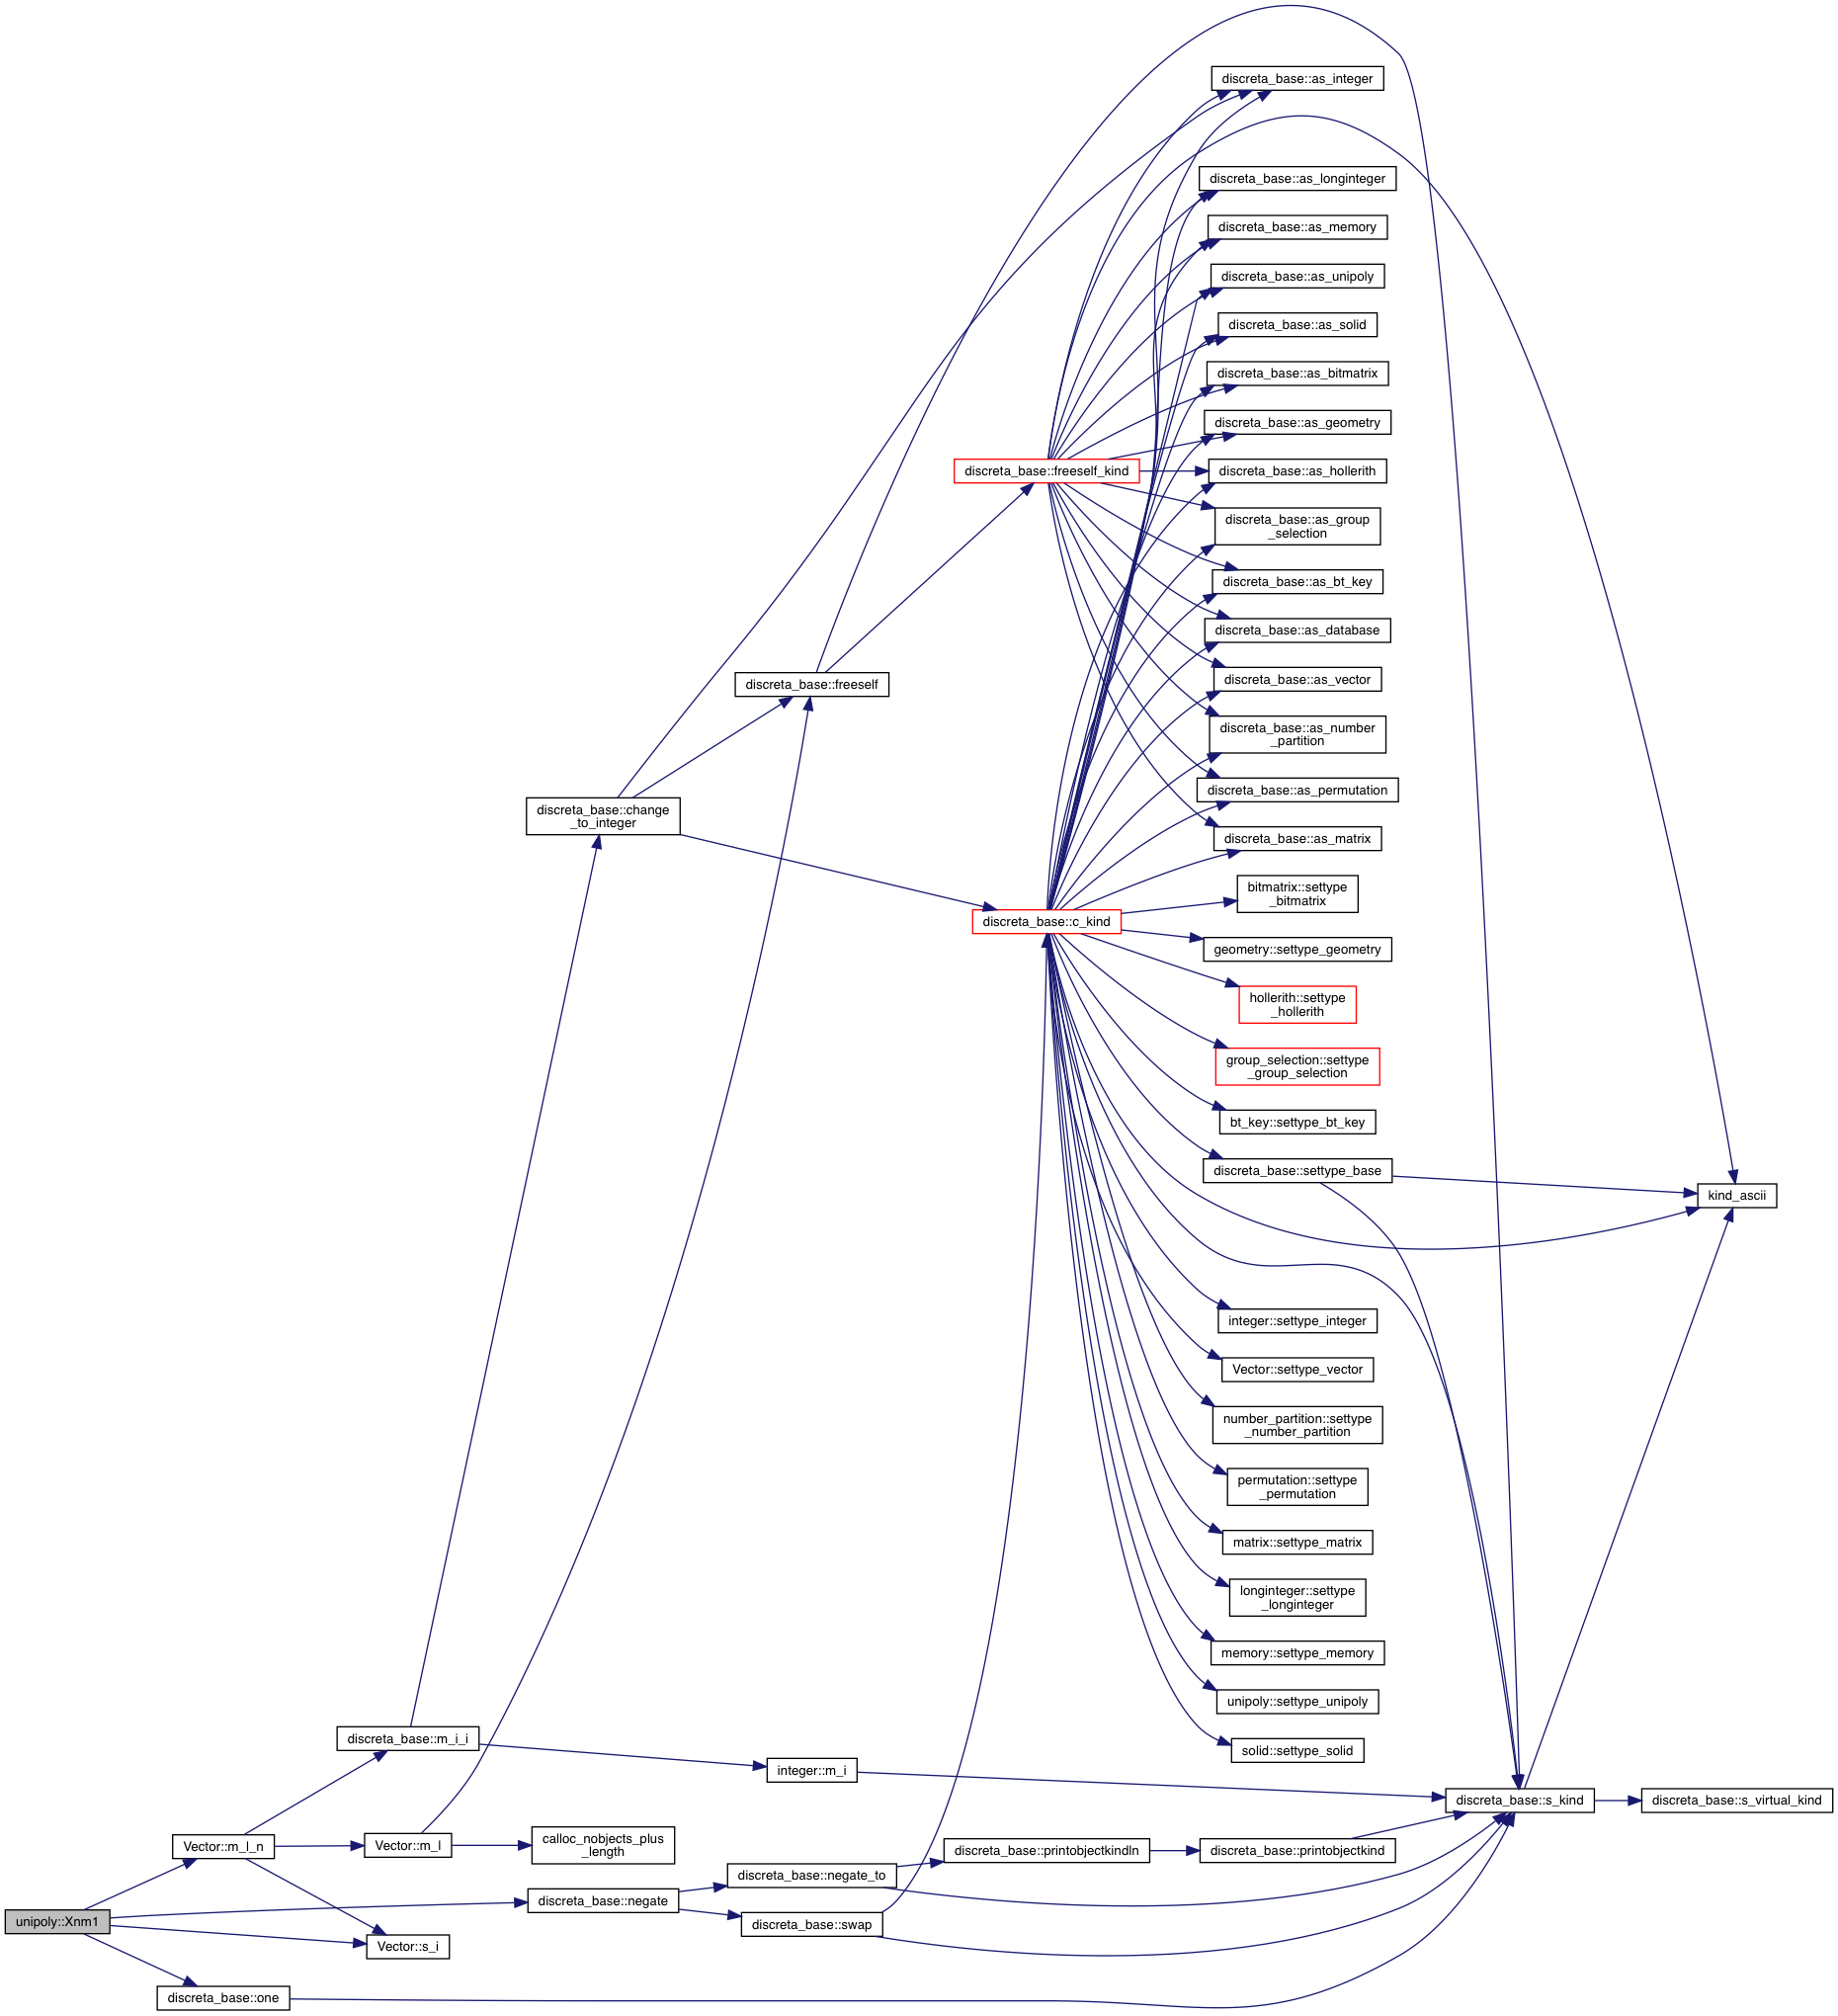 discreta_base::as_integer
discreta_base::as_longinteger
discreta_base::as_memory
discreta_base::as_unipoly
discreta_base::as_solid
discreta_base::as_bitmatrix
discreta_base::as_geometry
discreta_base::freeself_kind
discreta_base::as_hollerith
discreta_base::as_group
_selection
discreta_base::as_bt_key
discreta_base::as_database
discreta_base::as_vector
discreta_base::freeself
discreta_base::as_number
_partition
discreta_base::as_permutation
discreta_base::change
_to_integer
discreta_base::as_matrix
bitmatrix::settype
_bitmatrix
discreta_base::c_kind
geometry::settype_geometry
hollerith::settype
_hollerith
group_selection::settype
_group_selection
bt_key::settype_bt_key
discreta_base::settype_base
kind_ascii
integer::settype_integer
Vector::settype_vector
number_partition::settype
_number_partition
permutation::settype
_permutation
matrix::settype_matrix
longinteger::settype
_longinteger
memory::settype_memory
unipoly::settype_unipoly
discreta_base::m_i_i
solid::settype_solid
integer::m_i
discreta_base::s_kind
discreta_base::s_virtual_kind
Vector::m_l_n
Vector::m_l
calloc_nobjects_plus
_length
discreta_base::printobjectkindln
discreta_base::printobjectkind
discreta_base::negate_to
discreta_base::negate
unipoly::Xnm1
discreta_base::swap
Vector::s_i
discreta_base::one